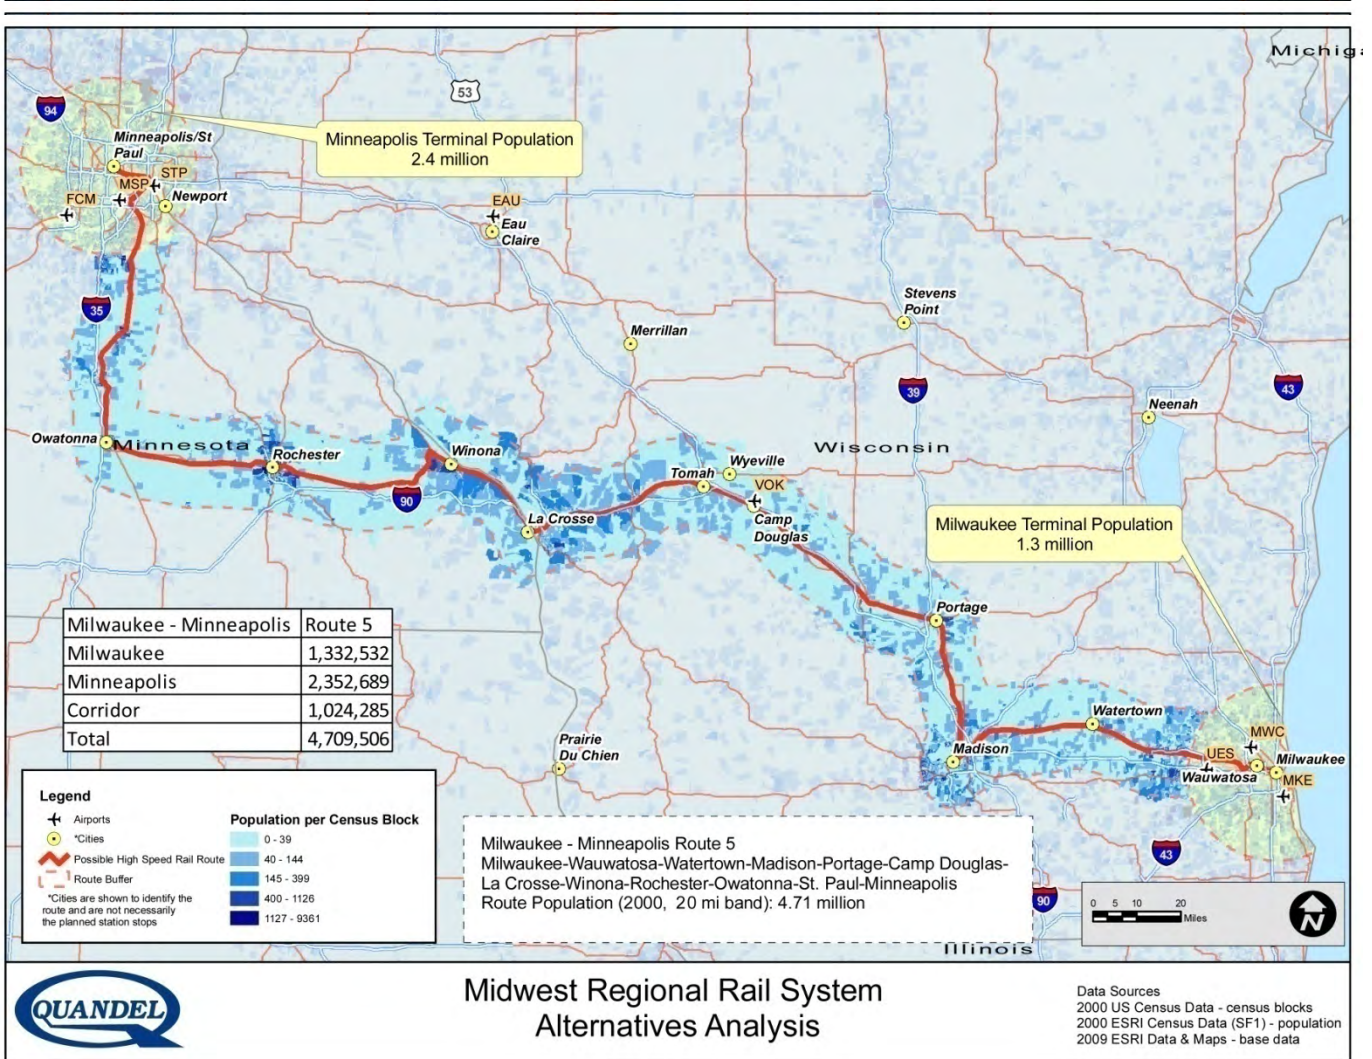 Michiga
53
94
Minneapolis/St
Paul
Minneapolis Terminal Population
2.4 million
STP
MSP
FCM
Newport
EAU
Eau
Claire
Stevens
Point
35
Merrillan
39
43
Neenah
Owatonna
Minnesota
Rochester
Winona
Wisconsin
Wyeville
Tomah
VOK
90
La Crosse
Camp
Douglas
Milwaukee Terminal Population
1.3 million
Portage
Milwaukee - Minneapolis Route 5
Milwaukee 1,332,532
Minneapolis 2,352,689
Corridor 1,024,285
Total 4,709,506
Prairie
Du Chien
Madison
Watertown
MWC
UES
Milwaukee
Wauwatosa
MKE
Legend
Airports
*Cities
Possible High Speed Rail Route
Route Buffer
*Cities are shown to identify the
route and are not necessarily
the planned station stops
Population per Census Block
0 - 39
40 - 144
145 - 399
400 - 1126
1127 - 9361
Milwaukee - Minneapolis Route 5
Milwaukee-Wauwatosa-Watertown-Madison-Portage-Camp Douglas-
La Crosse-Winona-Rochester-Owatonna-St. Paul-Minneapolis
Route Population (2000, 20 mi band): 4.71 million
43
90
0 5 10 20
Miles
N
Illinois
QUANDEL
Midwest Regional Rail System
Alternatives Analysis
Data Sources
2000 US Census Data - census blocks
2000 ESRI Census Data (SF1) - population
2009 ESRI Data & Maps - base data